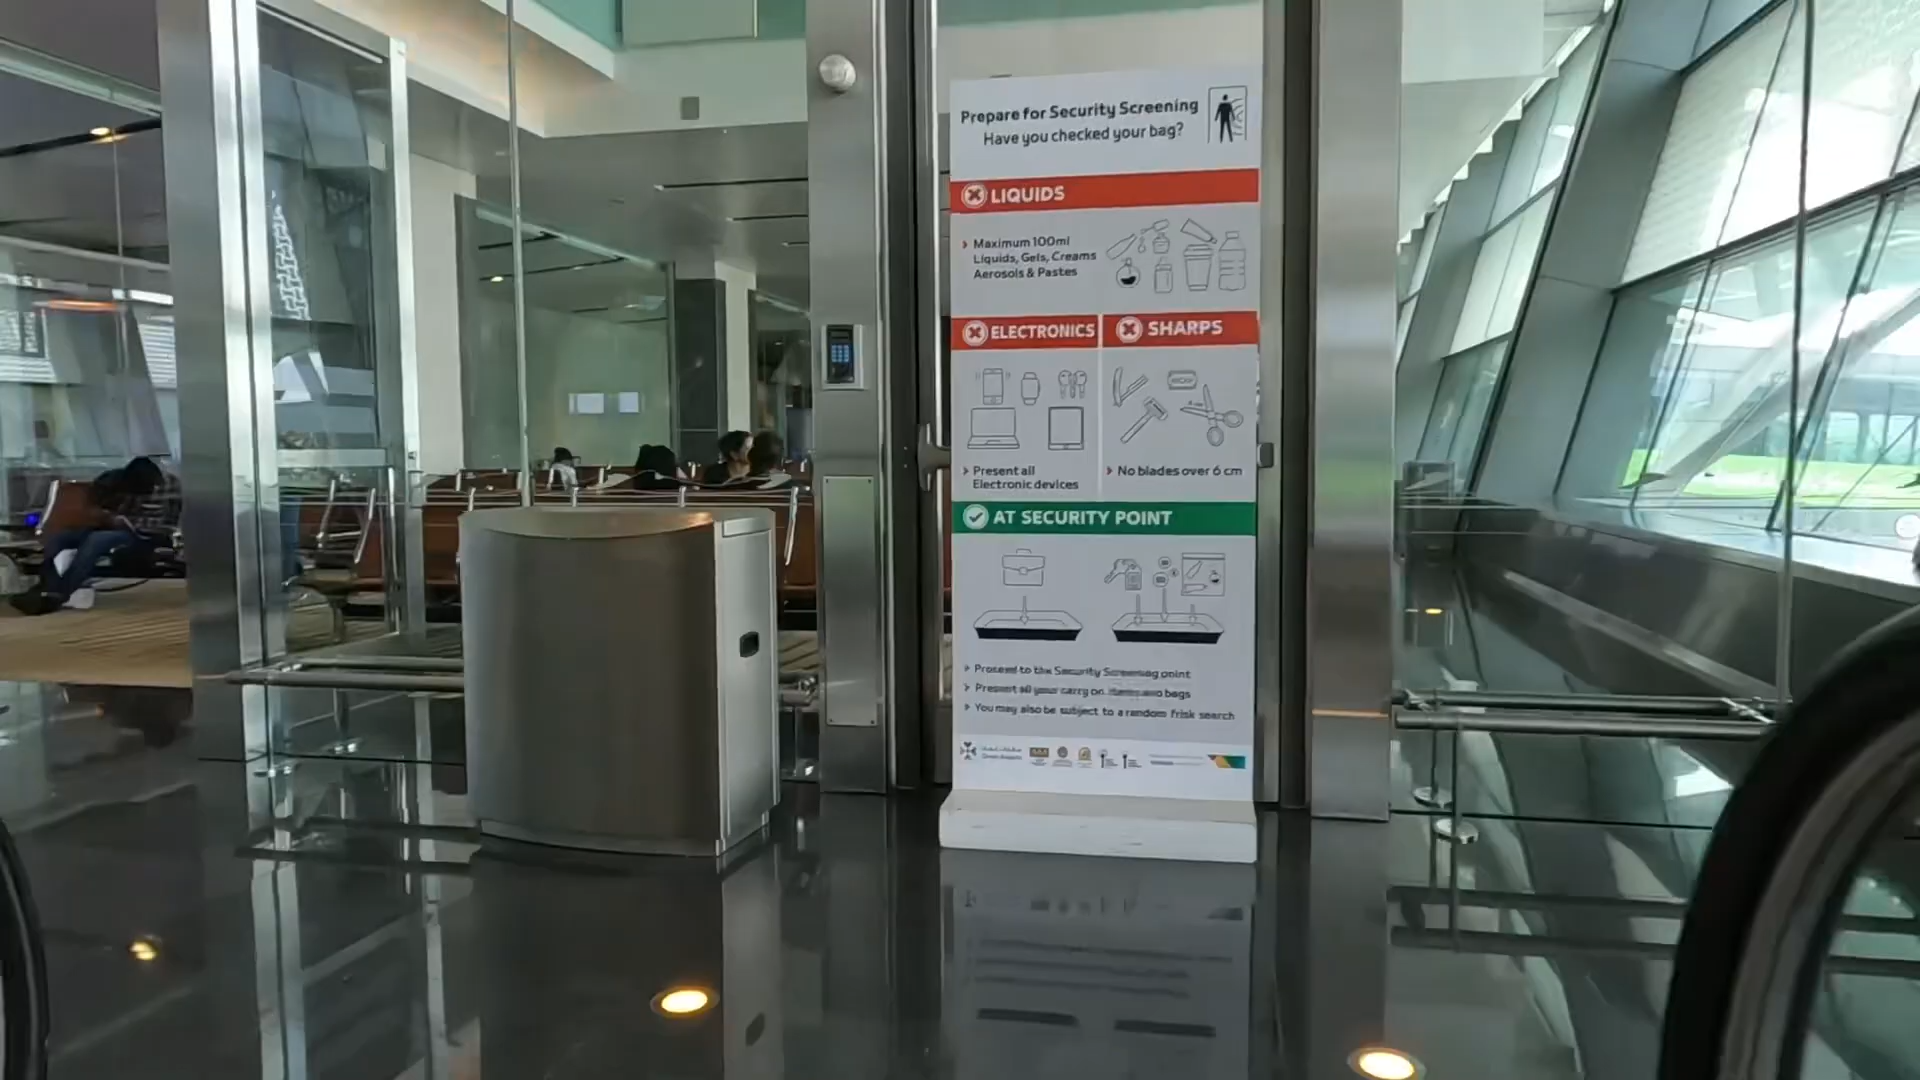 Prepare for Security Screening
Have you checked your bag?
LIQUIDS
Maximum 100ml
Liquids, Gels, Creams
Aerosols & Pastes
ELECTRONICS
SHARPS
Present all
Electronic devices
No blades over 6 cm
AT SECURITY POINT
Proceed to the Security Screening point
Present all your carry on items and bags
You may also be subject to a random frisk search